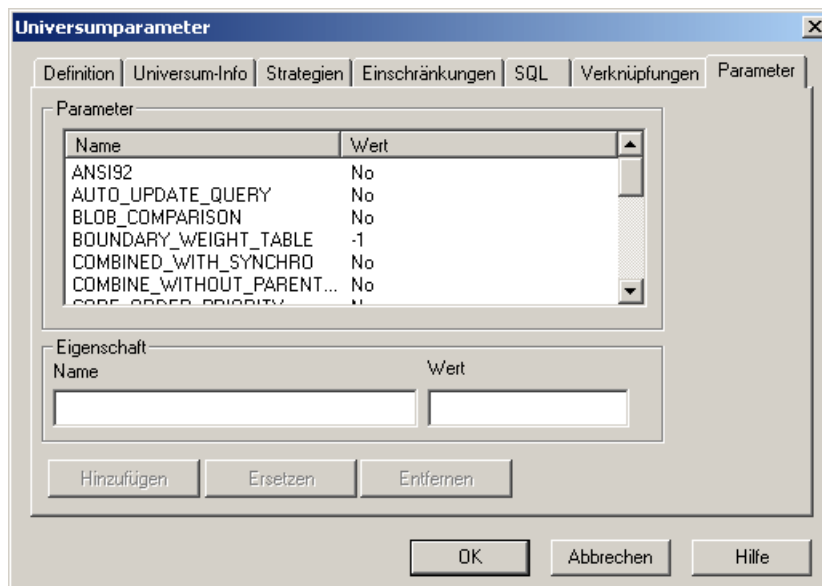 Universumparameter
Definition Universum-Info Strategien Einschränkungen SQL Verknüpfungen Parameter
Parameter
Name Wert
ANSI92 No
AUTO_UPDATE_QUERY No
BLOB_COMPARISON No
BOUNDARY_WEIGHT_TABLE -1
COMBINED_WITH_SYNCHRO No
COMBINE_WITHOUT_PARENT... No
Eigenschaft
Name Wert
Hinzufügen Ersetzen Entfernen
OK Abbrechen Hilfe